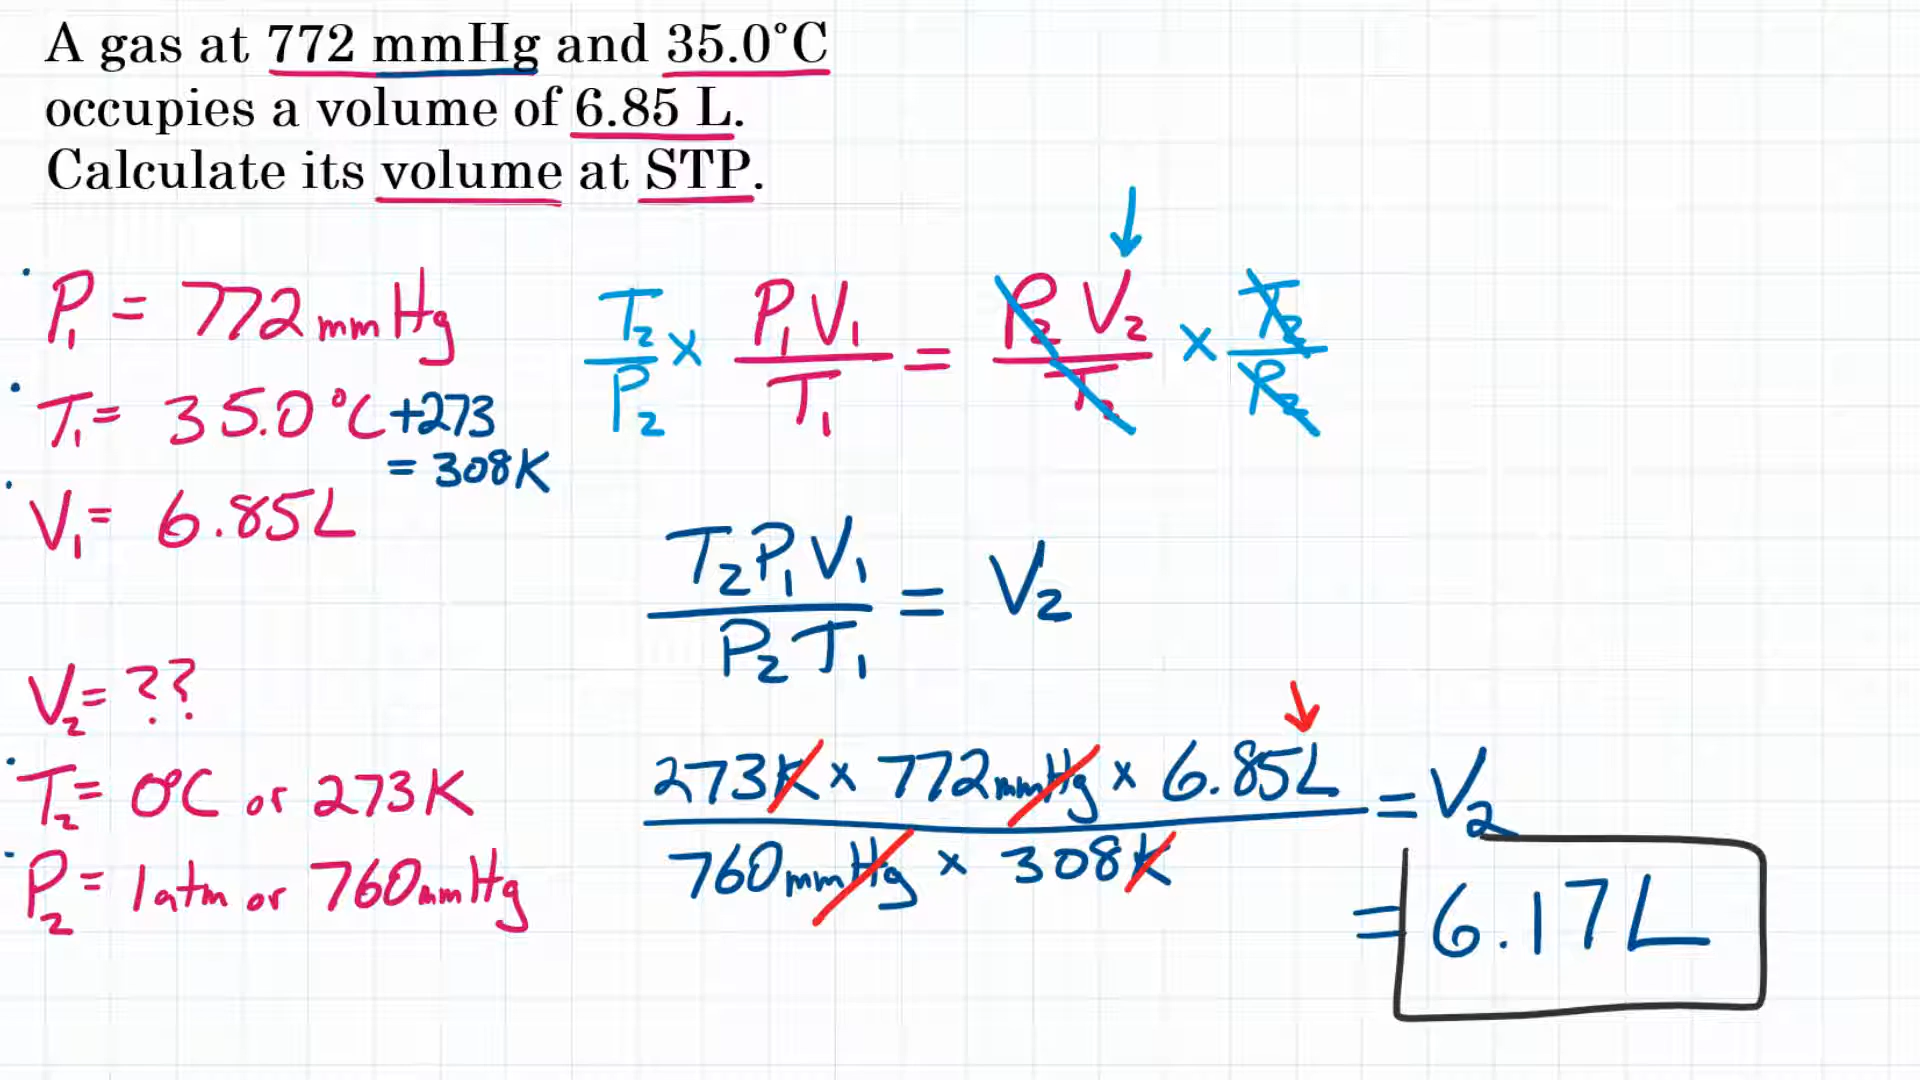 A gas at 772 mmHg and 35.0°C
occupies a volume of 6.85 L.
Calculate its volume at STP.
P₁ = 772 mmHg
T₁ = 35.0°C +273
= 308K
V₁ = 6.85L
V₂ = ??
T₂ = 0°C or 273K
P₂ = 1atm or 760mmHg
T₂/P₂ × P₁V₁/T₁ = P₂V₂/T₂ × T₂/P₂
T₂P₁V₁/P₂T₁ = V₂
273K × 772mmHg × 6.85L / 760mmHg × 308K = V₂
= 6.17L